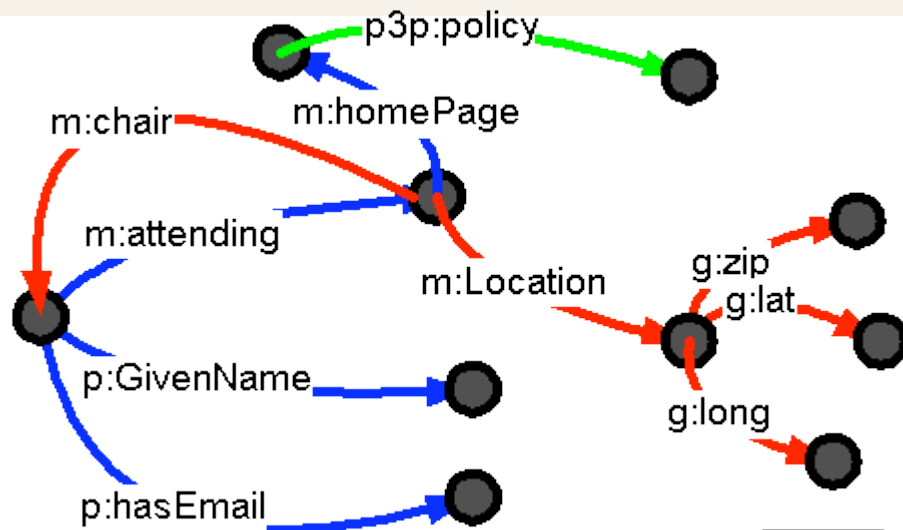 p3p:policy
m:homePage
m:chair
m:attending
m:Location
g:zip
g:lat
p:GivenName
g:long
p:hasEmail